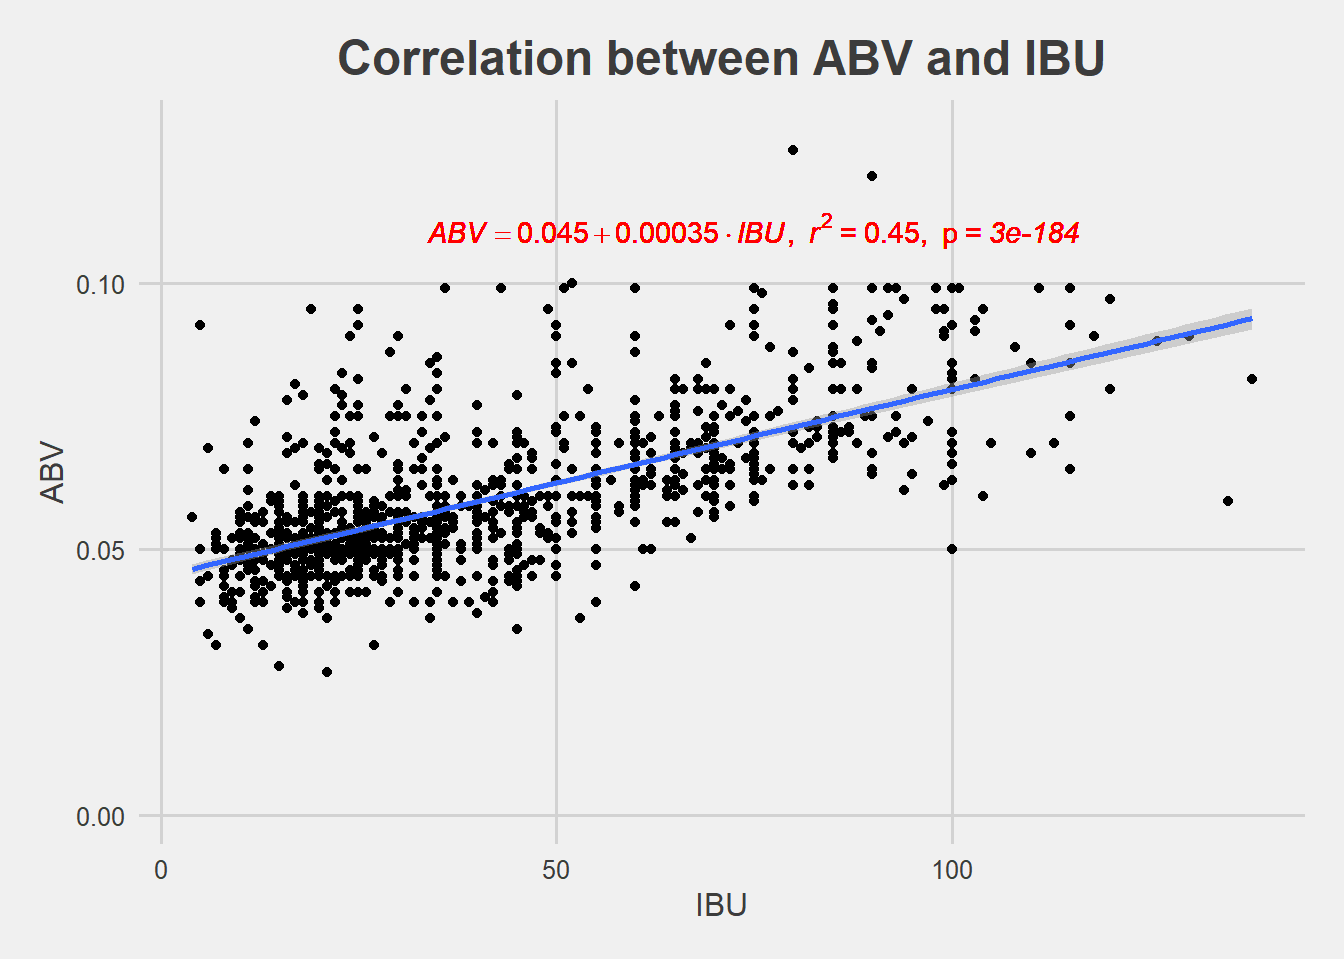 Correlation between ABV and IBU
ABV = 0.045 + 0.00035 · IBU, r² = 0.45, p = 3e-184
0.10
0.05
0.00
ABV
0 50 100
IBU